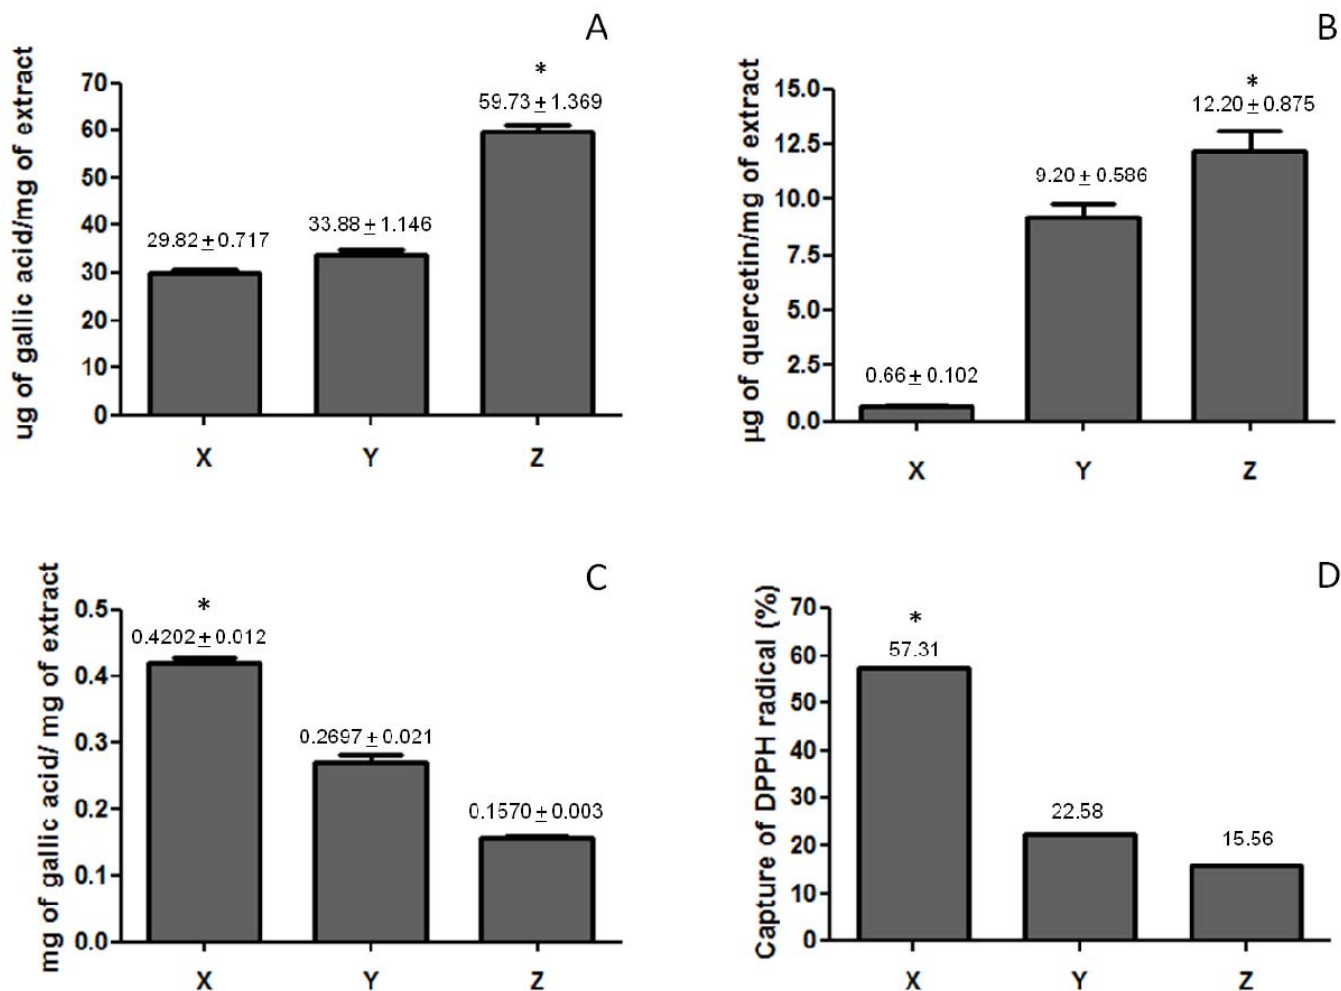 A
ug of gallic acid/mg of extract
70
60
50
40
30
20
10
0
29.82 ± 0.717
33.88 ± 1.146
*
59.73 ± 1.369
X Y Z
B
µg of quercetin/mg of extract
15.0
12.5
10.0
7.5
5.0
2.5
0.0
0.66 ± 0.102
9.20 ± 0.586
*
12.20 ± 0.875
X Y Z
C
mg of gallic acid/ mg of extract
0.5
0.4
0.3
0.2
0.1
0.0
*
0.4202 ± 0.012
0.2697 ± 0.021
0.1570 ± 0.003
X Y Z
D
Capture of DPPH radical (%)
70
60
50
40
30
20
10
0
*
57.31
22.58
15.56
X Y Z